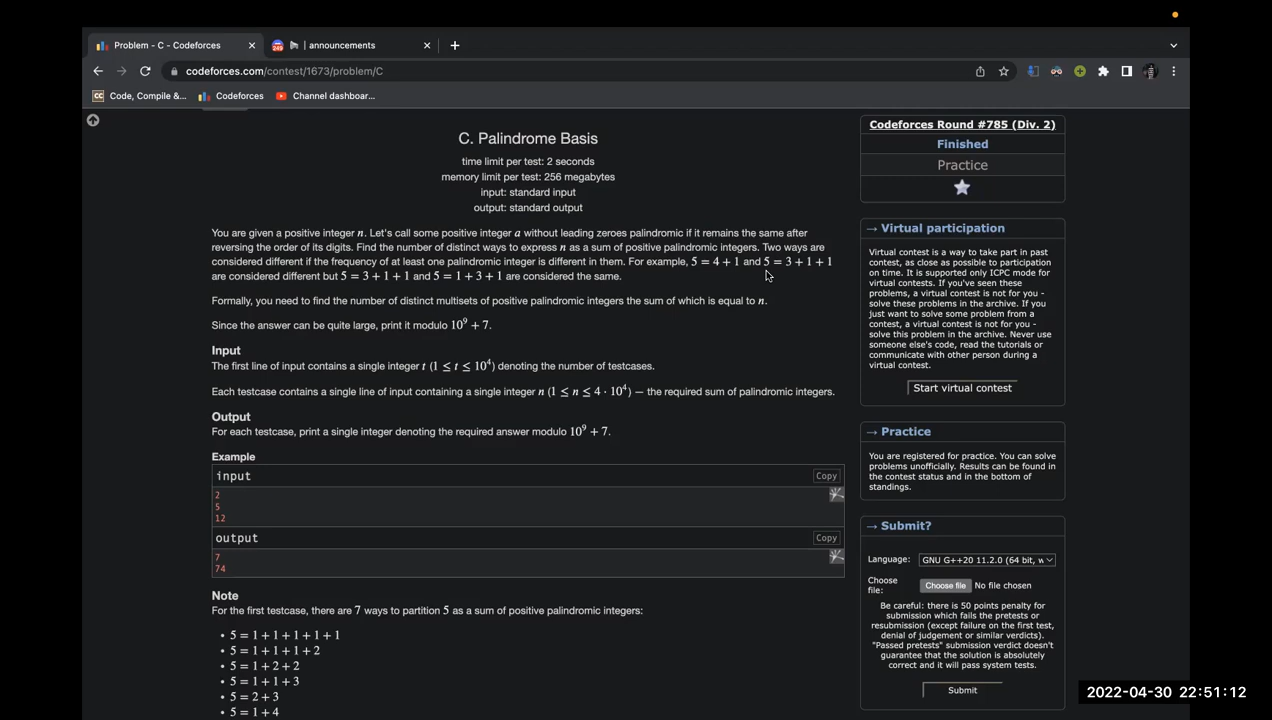 Problem - C - Codeforces
announcements
codeforces.com/contest/1673/problem/C
Code, Compile &...
Codeforces
Channel dashboar...
C. Palindrome Basis
time limit per test: 2 seconds
memory limit per test: 256 megabytes
input: standard input
output: standard output
You are given a positive integer n. Let's call some positive integer a without leading zeroes palindromic if it remains the same after
reversing the order of its digits. Find the number of distinct ways to express n as a sum of positive palindromic integers. Two ways are
considered different if the frequency of at least one palindromic integer is different in them. For example, 5 = 4 + 1 and 5 = 3 + 1 + 1
are considered different but 5 = 3 + 1 + 1 and 5 = 1 + 3 + 1 are considered the same.
Formally, you need to find the number of distinct multisets of positive palindromic integers the sum of which is equal to n.
Since the answer can be quite large, print it modulo 10⁹ + 7.
Input
The first line of input contains a single integer t (1 ≤ t ≤ 10⁴) denoting the number of testcases.
Each testcase contains a single line of input containing a single integer n (1 ≤ n ≤ 4 · 10⁴) — the required sum of palindromic integers.
Output
For each testcase, print a single integer denoting the required answer modulo 10⁹ + 7.
Example
input
Copy
2
5
12
output
Copy
7
74
Note
For the first testcase, there are 7 ways to partition 5 as a sum of positive palindromic integers:
• 5 = 1 + 1 + 1 + 1 + 1
• 5 = 1 + 1 + 1 + 2
• 5 = 1 + 2 + 2
• 5 = 1 + 1 + 3
• 5 = 2 + 3
• 5 = 1 + 4
Codeforces Round #785 (Div. 2)
Finished
Practice
→ Virtual participation
Virtual contest is a way to take part in past
contest, as close as possible to participation
on time. It is supported only ICPC mode for
virtual contests. If you've seen these
problems, a virtual contest is not for you -
solve these problems in the archive. If you
just want to solve some problem from a
contest, a virtual contest is not for you -
solve this problem in the archive. Never use
someone else's code, read the tutorials or
communicate with other person during a
virtual contest.
Start virtual contest
→ Practice
You are registered for practice. You can solve
problems unofficially. Results can be found in
the contest status and in the bottom of
standings.
→ Submit?
Language:
GNU G++20 11.2.0 (64 bit, w
Choose
file:
Choose file
No file chosen
Be careful: there is 50 points penalty for
submission which fails the pretests or
resubmission (except failure on the first test,
denial of judgement or similar verdicts).
"Passed pretests" submission verdict doesn't
guarantee that the solution is absolutely
correct and it will pass system tests.
Submit
2022-04-30 22:51:12